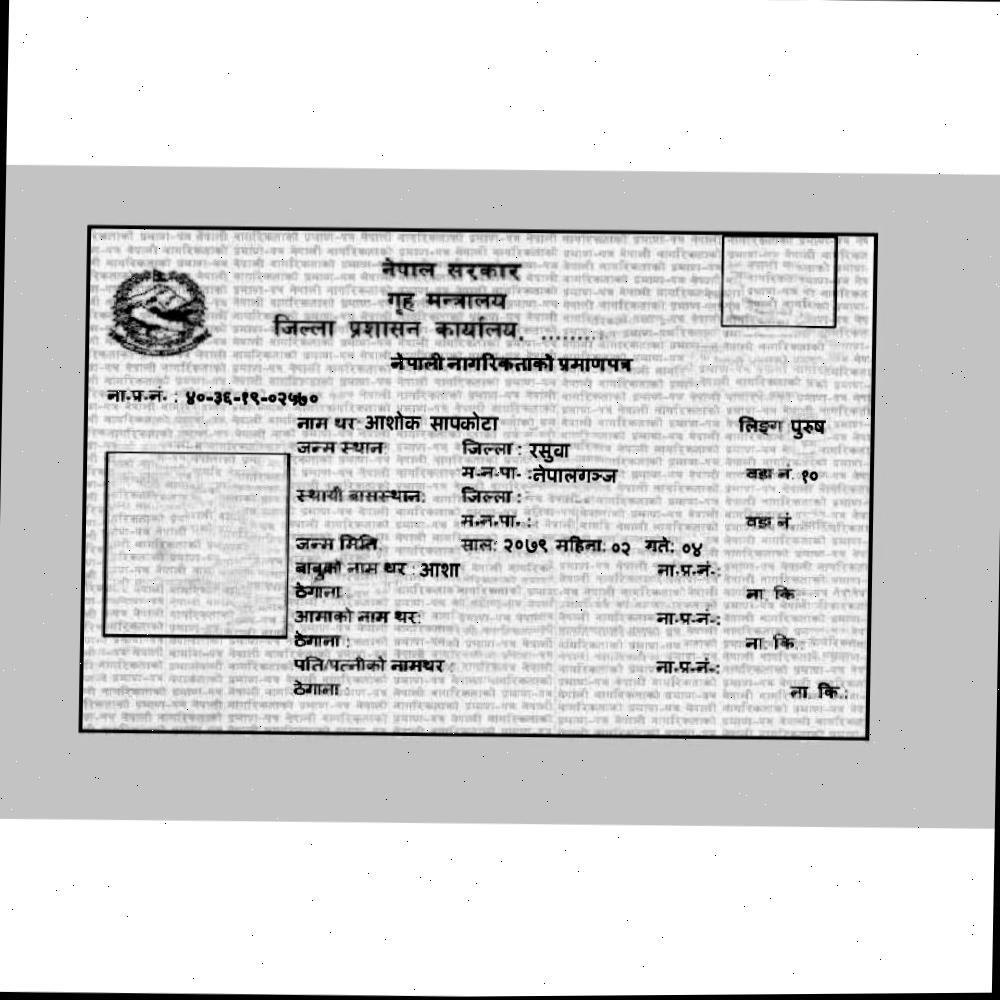 नेपाल सरकार
गृह मन्त्रालय
जिल्ला प्रशासन कार्यालय, .........
नेपाली नागरिकताको प्रमाणपत्र
ना.प्र.नं. : ४०-३६-१९-०२५७०
नाम थर आशोक सापकोटा लिङ्ग पुरुष
जन्म स्थान जिल्ला : रसुवा
म.न.पा. :नेपालगञ्ज वडा नं. १०
स्थायी बासस्थान: जिल्ला :
म.न.पा. : वडा नं
जन्म मिति साल: २०७९ महिना: ०२ गते: ०४
बाबुको नाम थर : आशा ना.प्र.नं.:
ठेगाना ना. कि
आमाको नाम थर: ना.प्र.नं.:
ठेगाना : ना. कि.:
पति/पत्नीको नामथर : ना.प्र.नं.:
ठेगाना : ना. कि.: